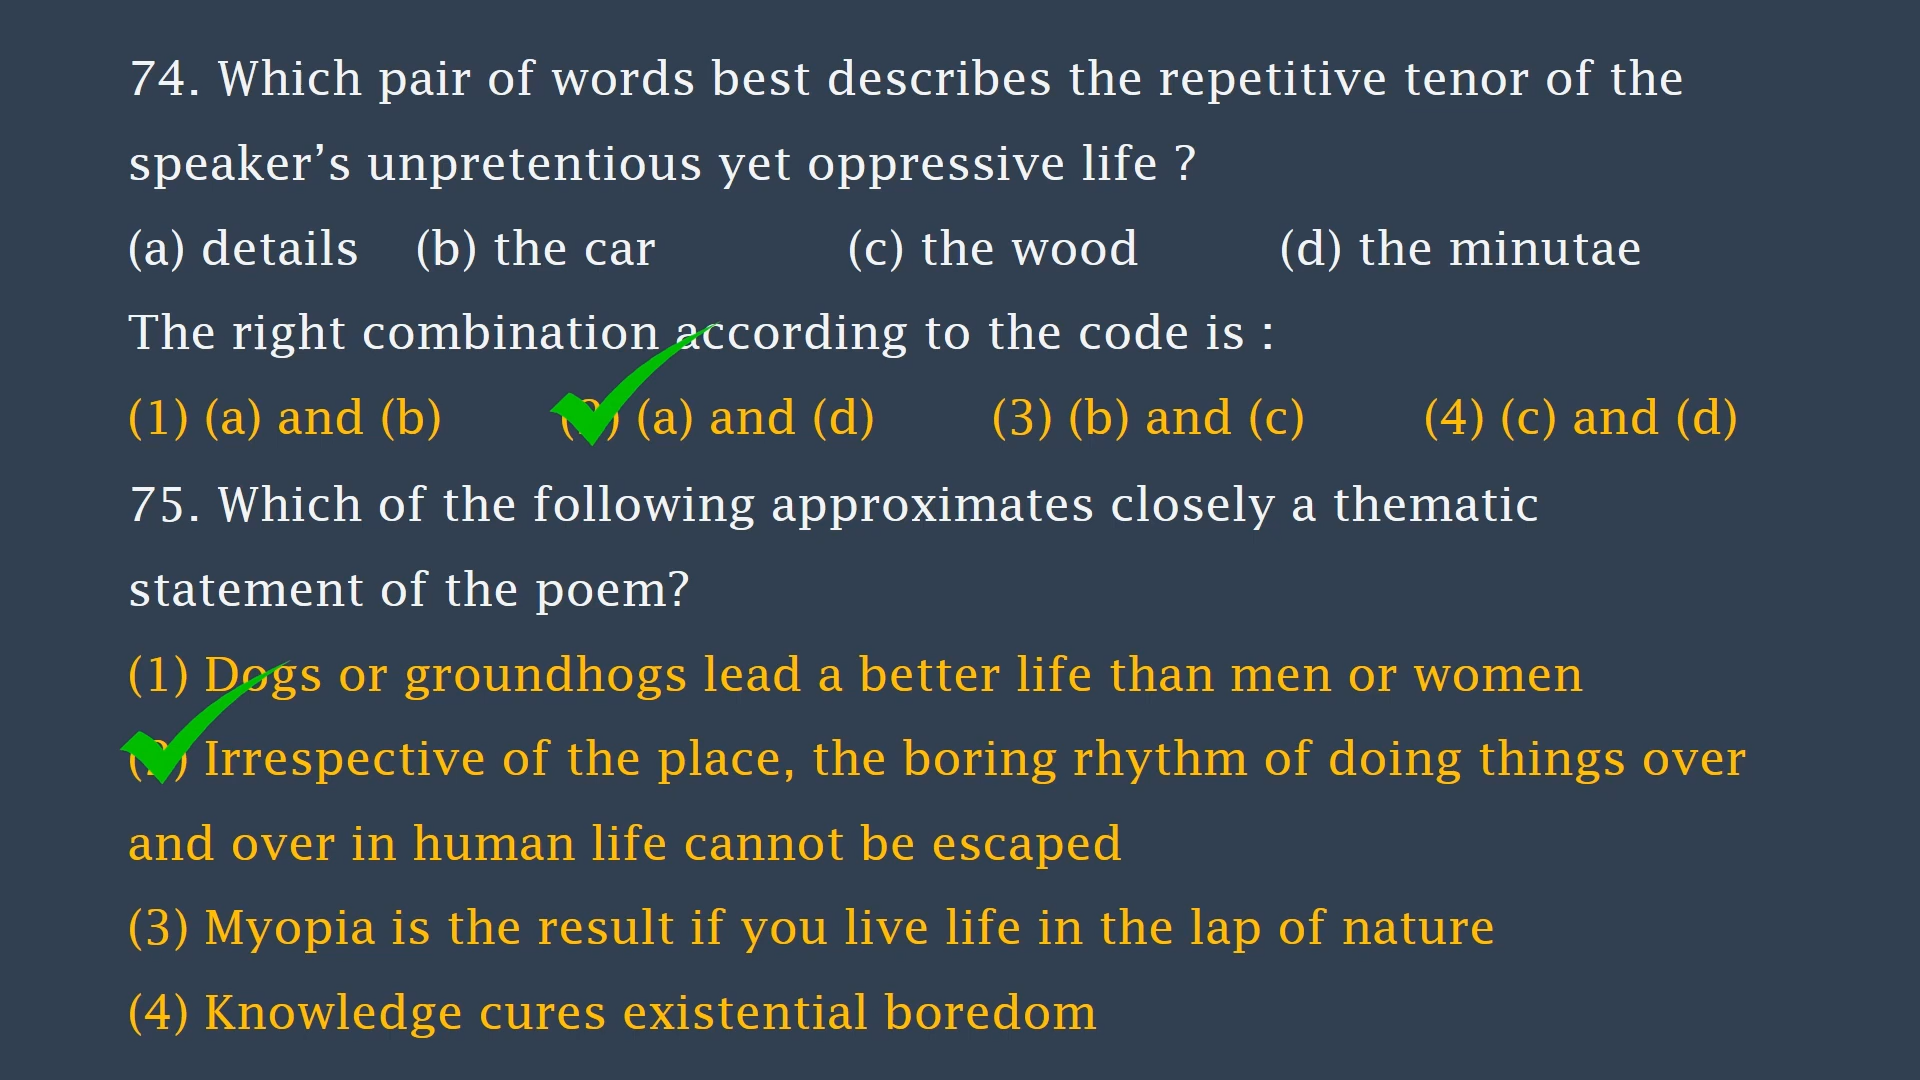 74. Which pair of words best describes the repetitive tenor of the
speaker’s unpretentious yet oppressive life ?
(a) details (b) the car (c) the wood (d) the minutae
The right combination according to the code is :
(1) (a) and (b) (2) (a) and (d) (3) (b) and (c) (4) (c) and (d)
75. Which of the following approximates closely a thematic
statement of the poem?
(1) Dogs or groundhogs lead a better life than men or women
(2) Irrespective of the place, the boring rhythm of doing things over
and over in human life cannot be escaped
(3) Myopia is the result if you live life in the lap of nature
(4) Knowledge cures existential boredom